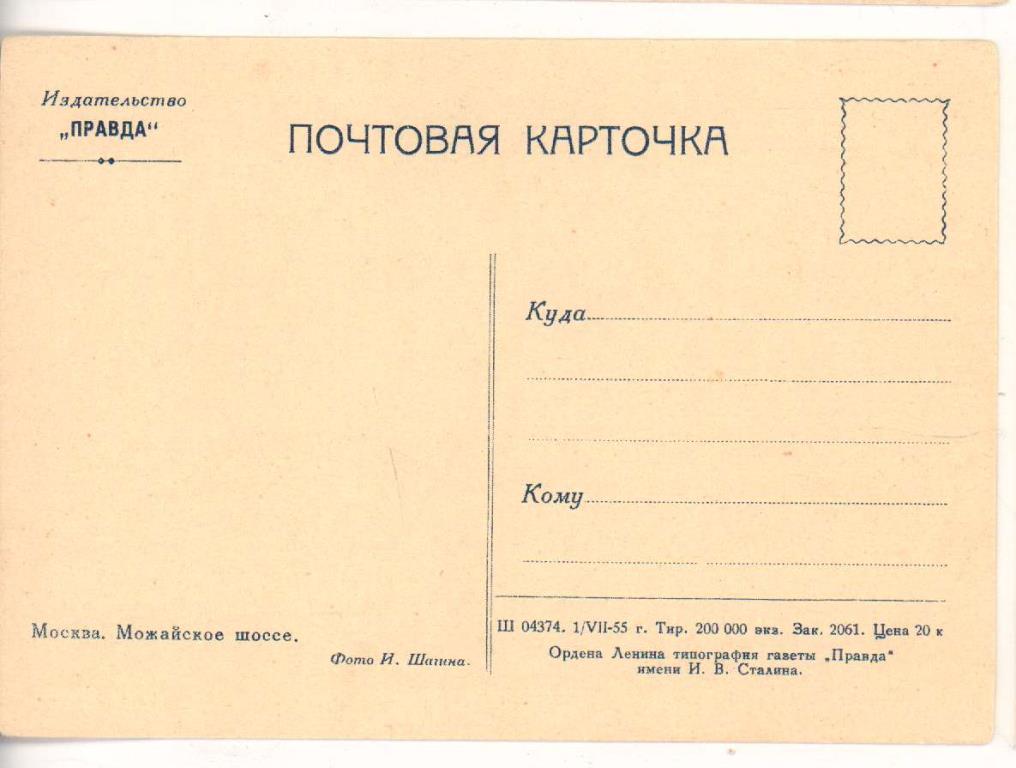 Издательство
„ПРАВДА“
ПОЧТОВАЯ КАРТОЧКА
Куда
Кому
Москва. Можайское шоссе.
Фото И. Шагина.
Ш 04374. 1/VII-55 г. Тир. 200 000 экз. Зак. 2061. Цена 20 к
Ордена Ленина типография газеты „Правда“
имени И. В. Сталина.